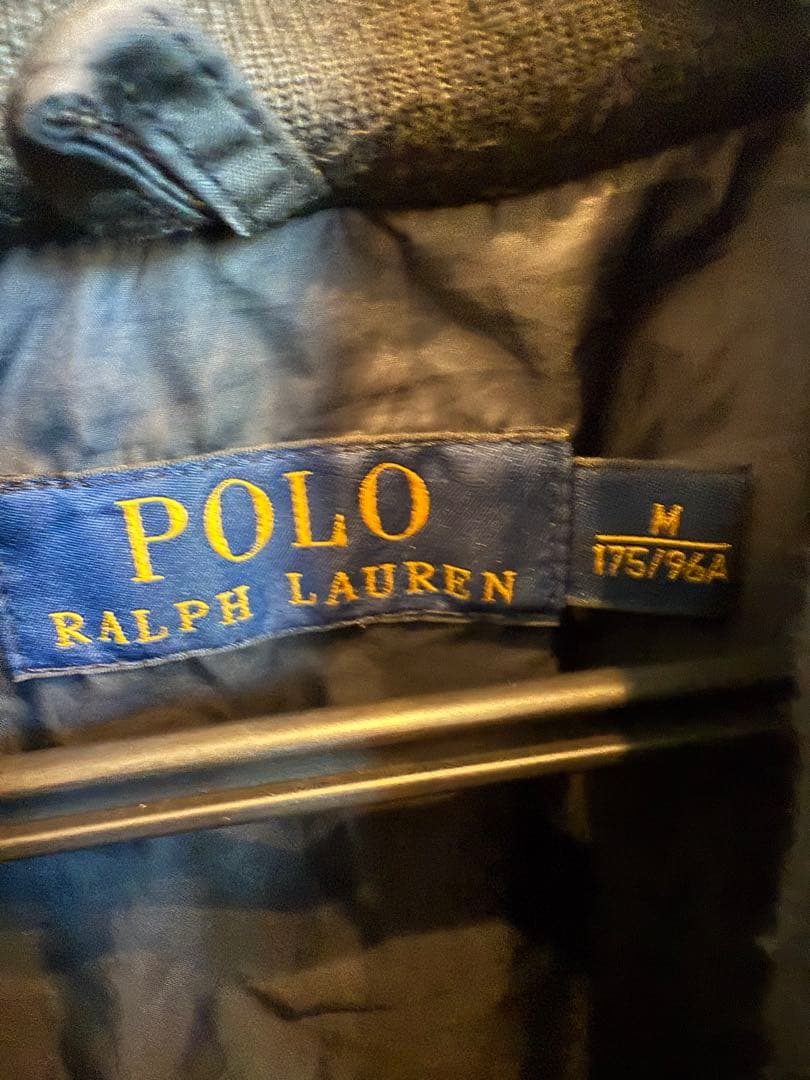 POLO
RALPH LAUREN
M
175/96A